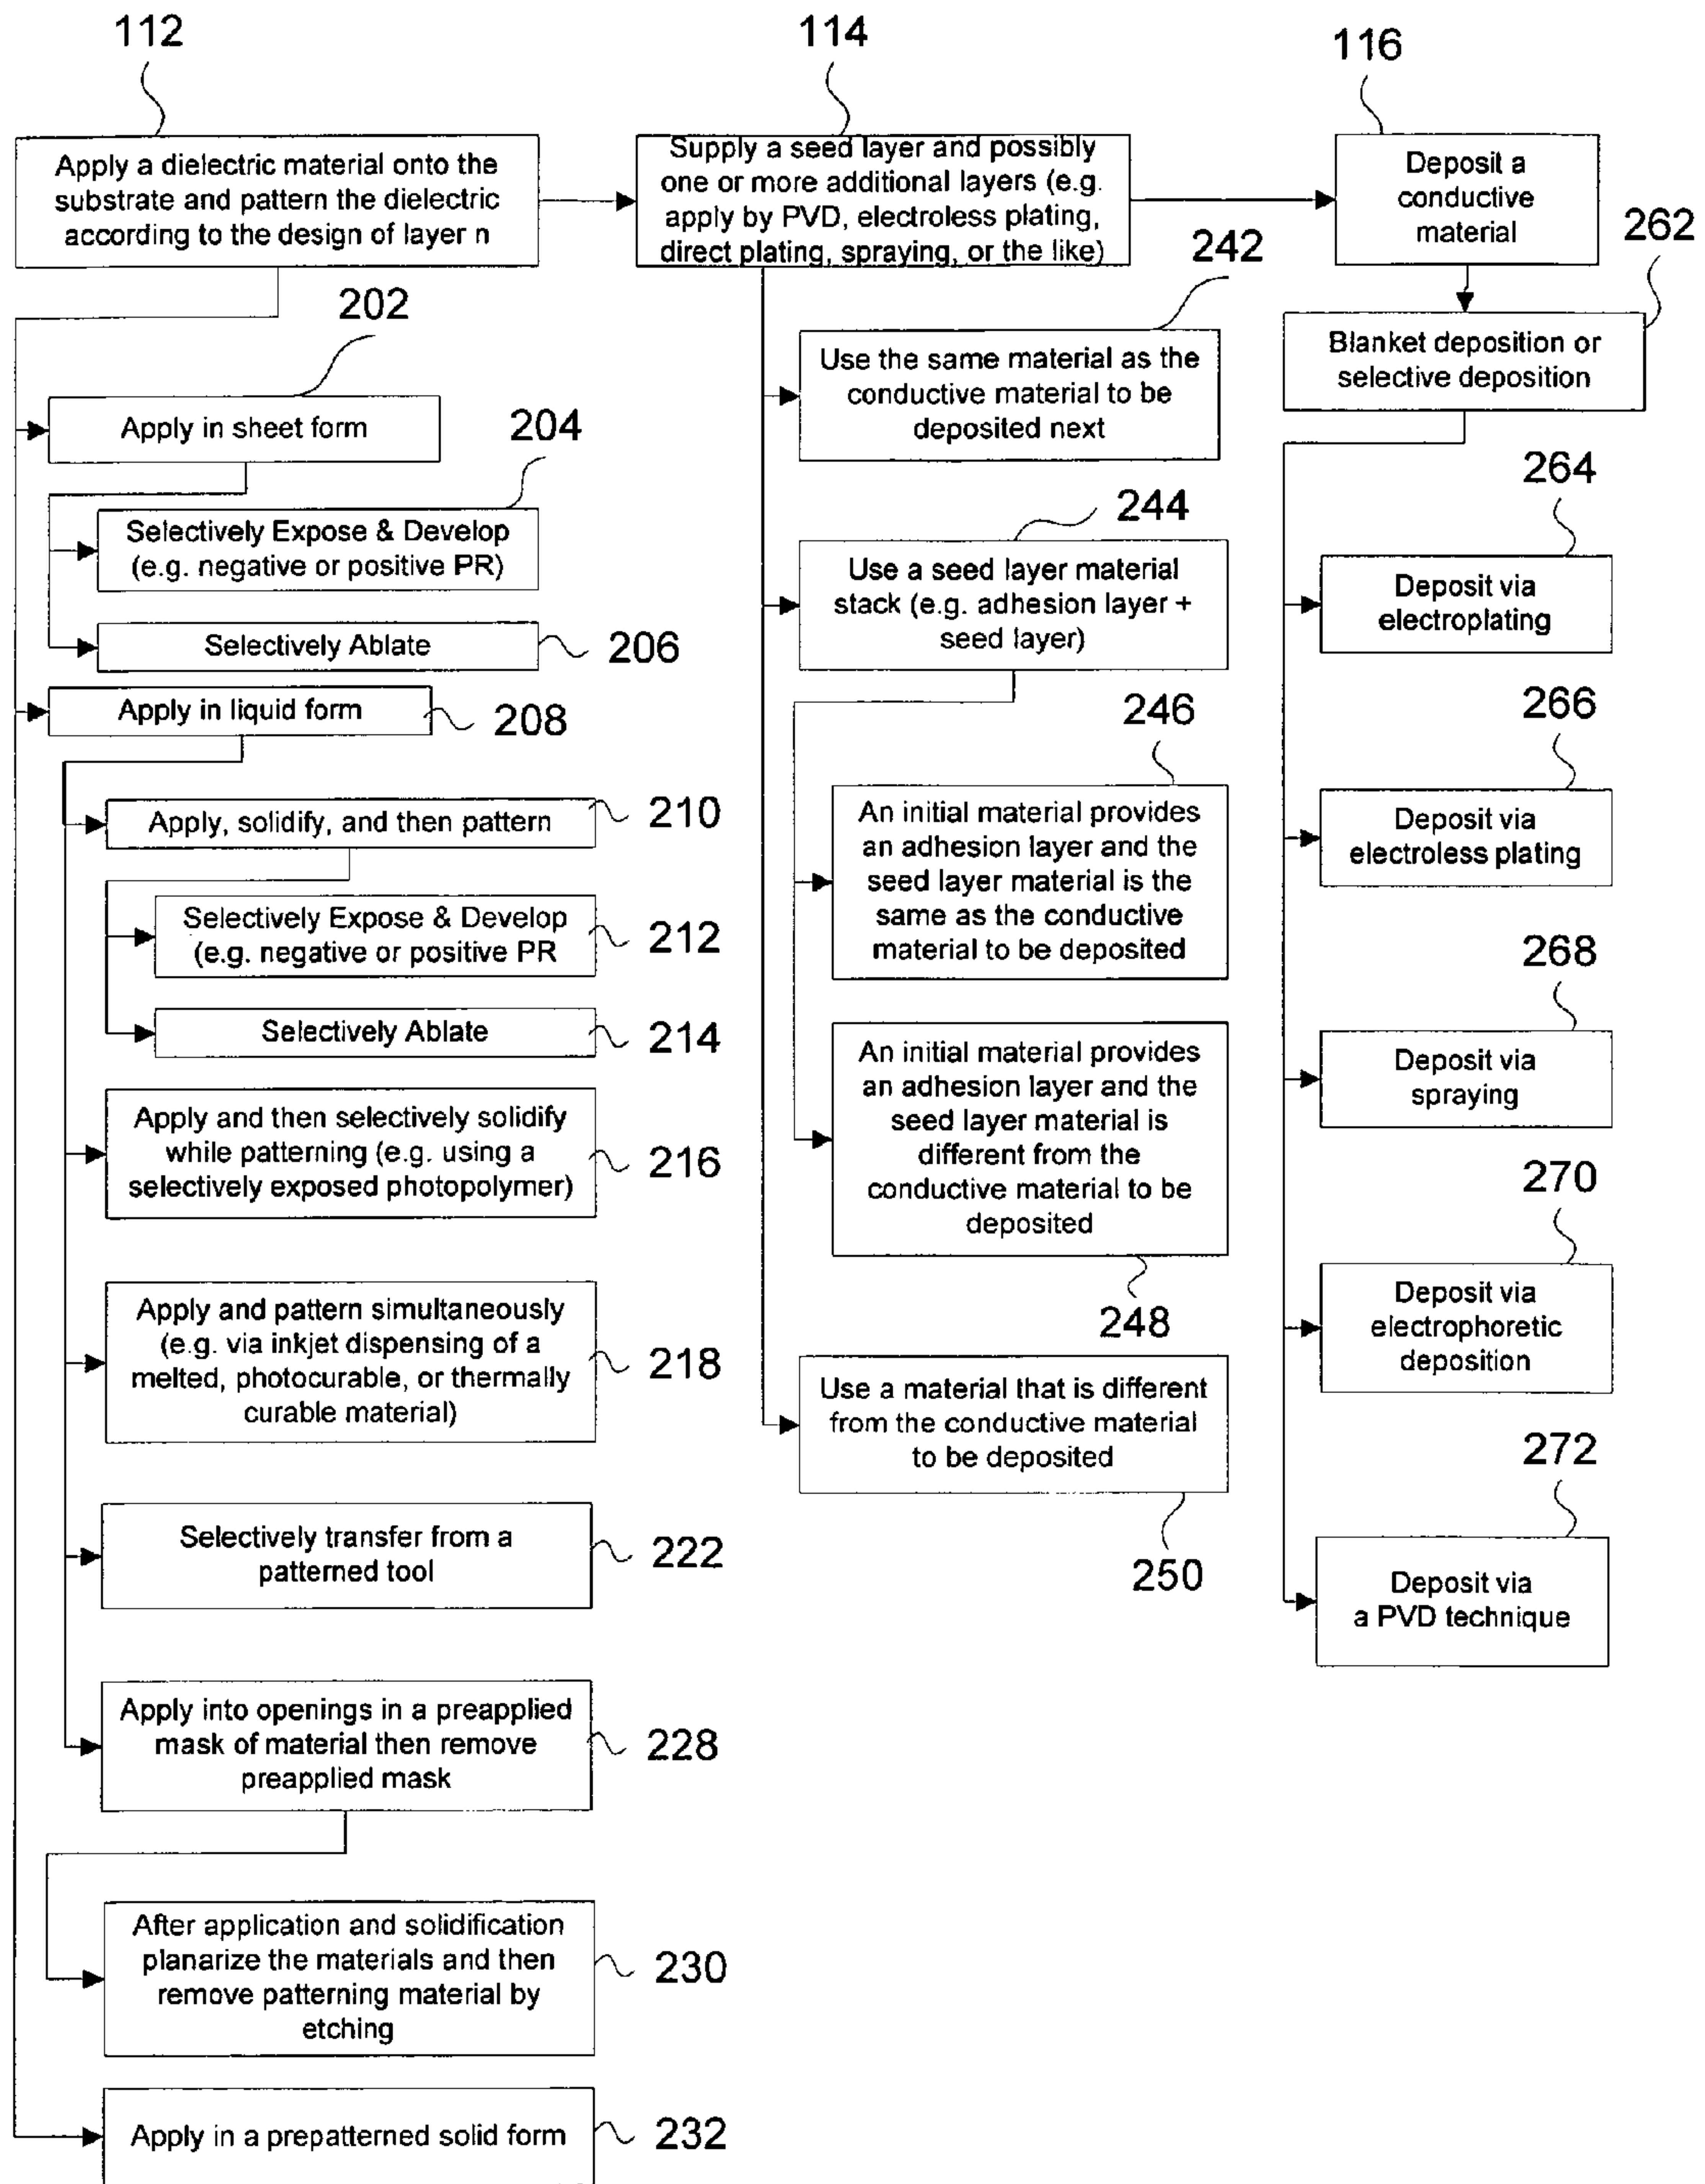 112
Apply a dielectric material onto the
substrate and pattern the dielectric
according to the design of layer n
202
Apply in sheet form
204
Selectively Expose & Develop
(e.g. negative or positive PR)
Selectively Ablate
206
Apply in liquid form
208
Apply, solidify, and then pattern
210
Selectively Expose & Develop
(e.g. negative or positive PR
212
Selectively Ablate
214
Apply and then selectively solidify
while patterning (e.g. using a
selectively exposed photopolymer)
216
Apply and pattern simultaneously
(e.g. via inkjet dispensing of a
melted, photocurable, or thermally
curable material)
218
Selectively transfer from a
patterned tool
222
Apply into openings in a preapplied
mask of material then remove
preapplied mask
228
After application and solidification
planarize the materials and then
remove patterning material by
etching
230
Apply in a prepatterned solid form
232
114
Supply a seed layer and possibly
one or more additional layers (e.g.
apply by PVD, electroless plating,
direct plating, spraying, or the like)
242
Use the same material as the
conductive material to be
deposited next
244
Use a seed layer material
stack (e.g. adhesion layer +
seed layer)
246
An initial material provides
an adhesion layer and the
seed layer material is the
same as the conductive
material to be deposited
An initial material provides
an adhesion layer and the
seed layer material is
different from the
conductive material to be
deposited
248
Use a material that is different
from the conductive material
to be deposited
250
116
Deposit a
conductive
material
262
Blanket deposition or
selective deposition
264
Deposit via
electroplating
266
Deposit via
electroless plating
268
Deposit via
spraying
270
Deposit via
electrophoretic
deposition
272
Deposit via
a PVD technique